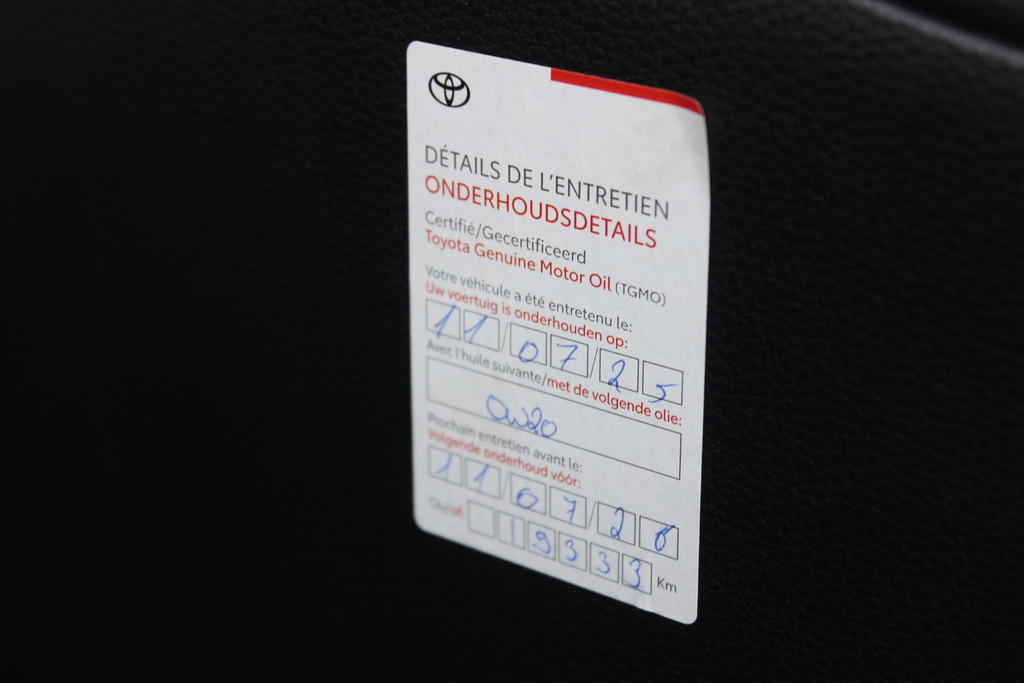 DÉTAILS DE L'ENTRETIEN
ONDERHOUDSDETAILS
Certifié/Gecertificeerd
Toyota Genuine Motor Oil (TGMO)
Votre véhicule a été entretenu le:
Uw voertuig is onderhouden op:
11/07/25
Avec l'huile suivante/met de volgende olie:
0W20
Prochain entretien avant le:
Volgende onderhoud vóór:
11/07/26
Ou/of 19333 Km